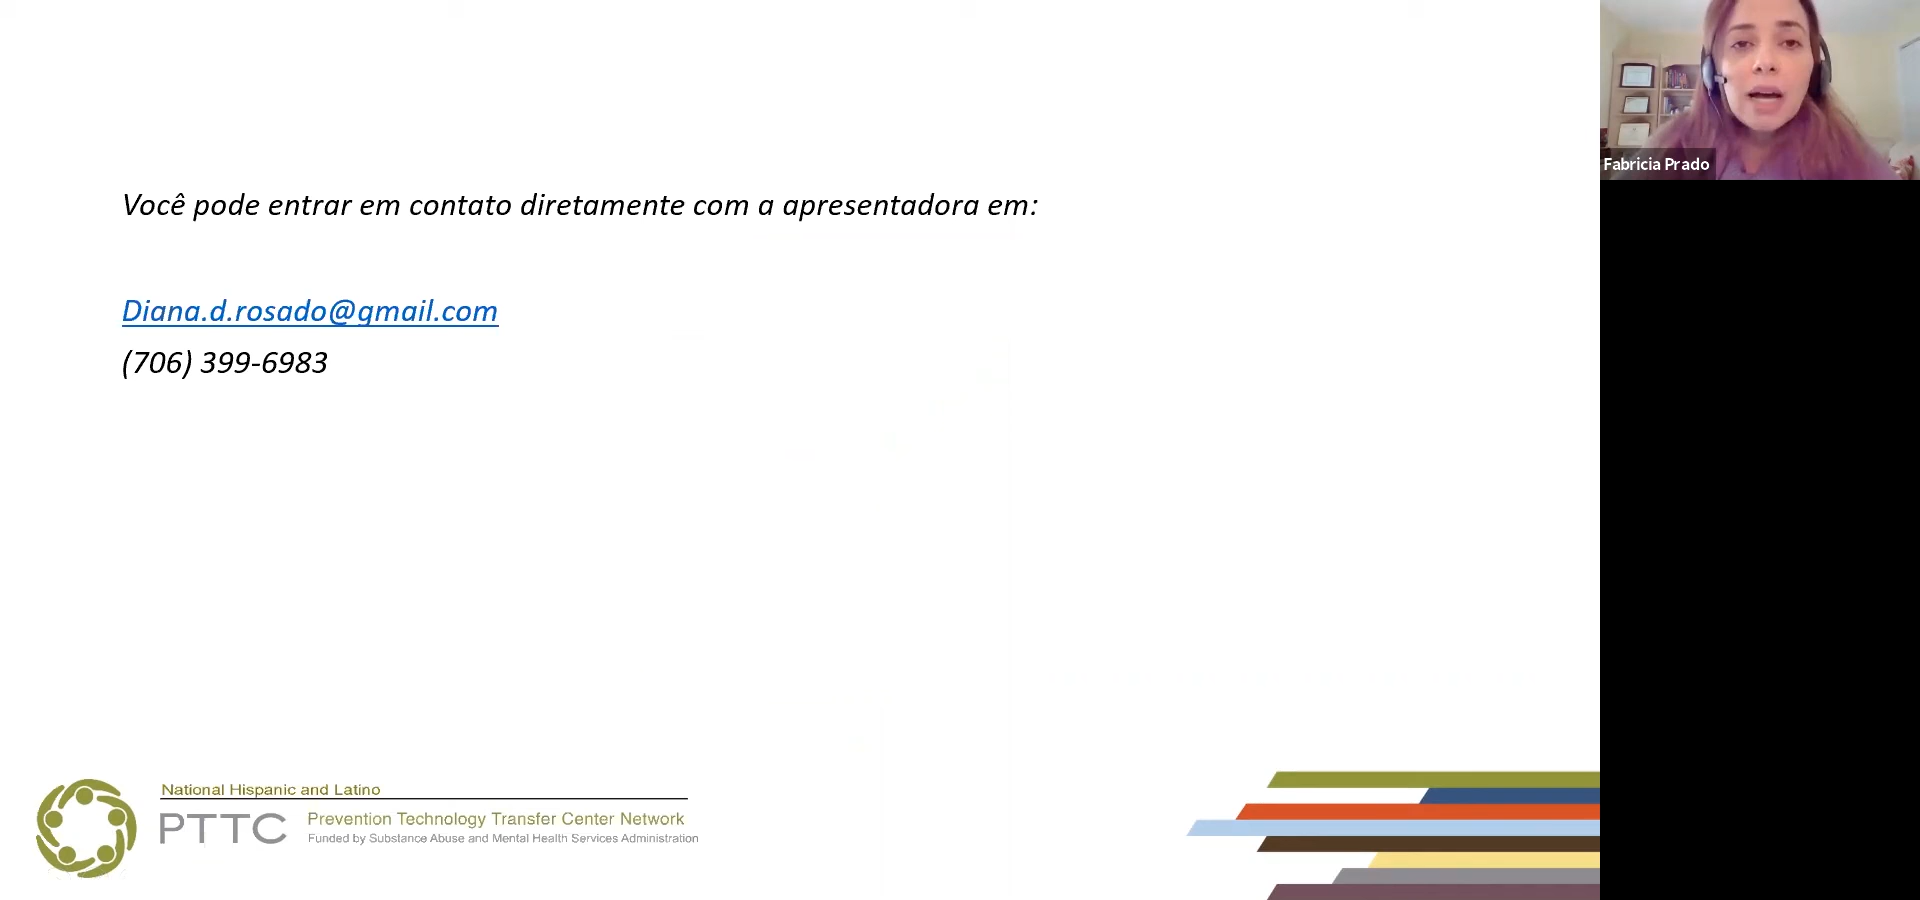 Você pode entrar em contato diretamente com a apresentadora em:
Diana.d.rosado@gmail.com
(706) 399-6983
Fabricia Prado
National Hispanic and Latino
PTTC
Prevention Technology Transfer Center Network
Funded by Substance Abuse and Mental Health Services Administration